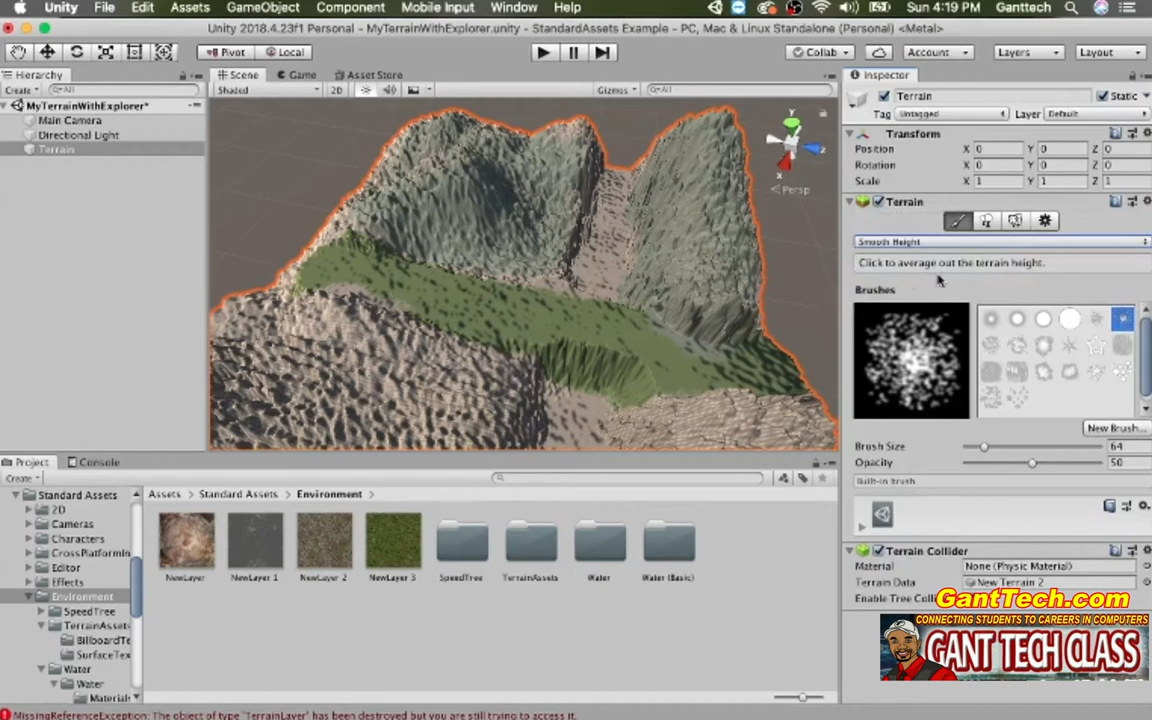 Unity File Edit Assets GameObject Component Mobile Input Window Help Sun 4:19 PM Ganttech
Unity 2018.4.23f1 Personal - MyTerrainWithExplorer.unity - StandardAssets Example - PC, Mac & Linux Standalone (Personal) <Metal>
Pivot Local Collab Account Layers Layout
Hierarchy Scene Game Asset Store Inspector
Create All Shaded 2D Gizmos All Terrain Static
MyTerrainWithExplorer*
Main Camera
Directional Light
Terrain
y
z
x
Persp
Tag Untagged Layer Default
Transform
Position X 0 Y 0 Z 0
Rotation X 0 Y 0 Z 0
Scale X 1 Y 1 Z 1
Terrain
Smooth Height
Click to average out the terrain height.
Brushes
New Brush...
Brush Size 64
Opacity 50
Built-in brush
Terrain Collider
Material None (Physic Material)
Terrain Data New Terrain 2
Enable Tree Colli
Project Console
Create
Standard Assets
2D
Cameras
Characters
CrossPlatformIn
Editor
Effects
Environment
SpeedTree
TerrainAssets
BillboardTe
SurfaceTex
Water
Water
Materials
Assets Standard Assets Environment
NewLayer NewLayer 1 NewLayer 2 NewLayer 3 SpeedTree TerrainAssets Water Water (Basic)
GantTech.com
CONNECTING STUDENTS TO CAREERS IN COMPUTERS
GANT TECH CLASS
MissingReferenceException: The object of type 'TerrainLayer' has been destroyed but you are still trying to access it.